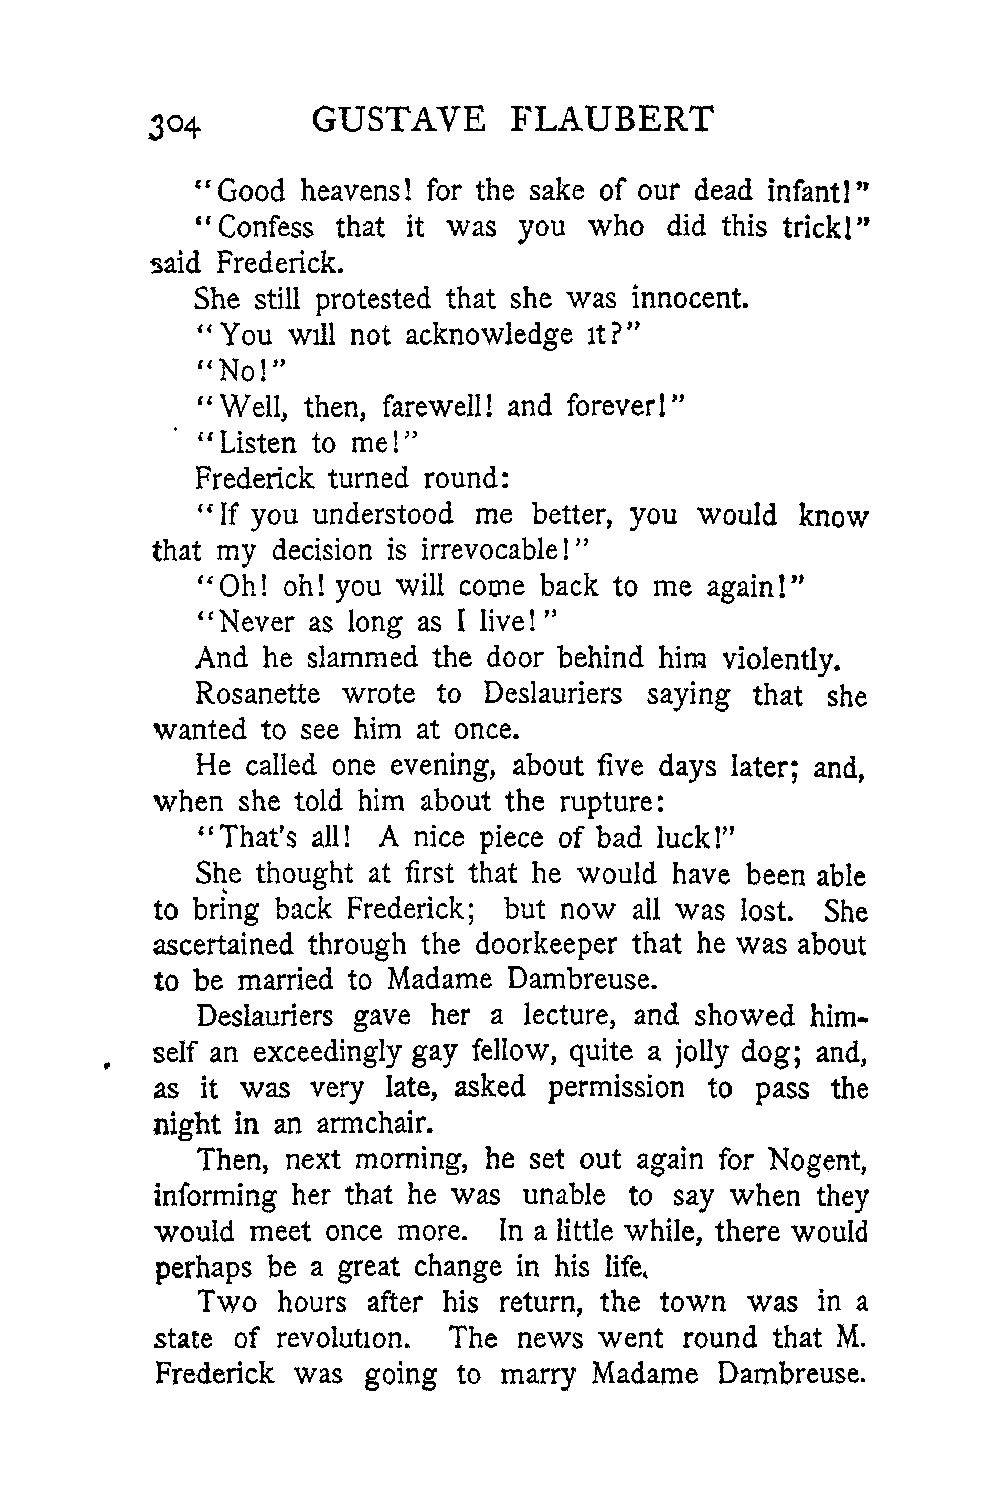 304 GUSTAVE FLAUBERT
“Good heavens! for the sake of our dead infant!”
“Confess that it was you who did this trick!”
said Frederick.
She still protested that she was innocent.
“You will not acknowledge it?”
“No!”
“Well, then, farewell! and forever!”
“Listen to me!”
Frederick turned round:
“If you understood me better, you would know
that my decision is irrevocable!”
“Oh! oh! you will come back to me again!”
“Never as long as I live!”
And he slammed the door behind him violently.
Rosanette wrote to Deslauriers saying that she
wanted to see him at once.
He called one evening, about five days later; and,
when she told him about the rupture:
“That's all! A nice piece of bad luck!”
She thought at first that he would have been able
to bring back Frederick; but now all was lost. She
ascertained through the doorkeeper that he was about
to be married to Madame Dambreuse.
Deslauriers gave her a lecture, and showed him-
self an exceedingly gay fellow, quite a jolly dog; and,
as it was very late, asked permission to pass the
night in an armchair.
Then, next morning, he set out again for Nogent,
informing her that he was unable to say when they
would meet once more. In a little while, there would
perhaps be a great change in his life.
Two hours after his return, the town was in a
state of revolution. The news went round that M.
Frederick was going to marry Madame Dambreuse.